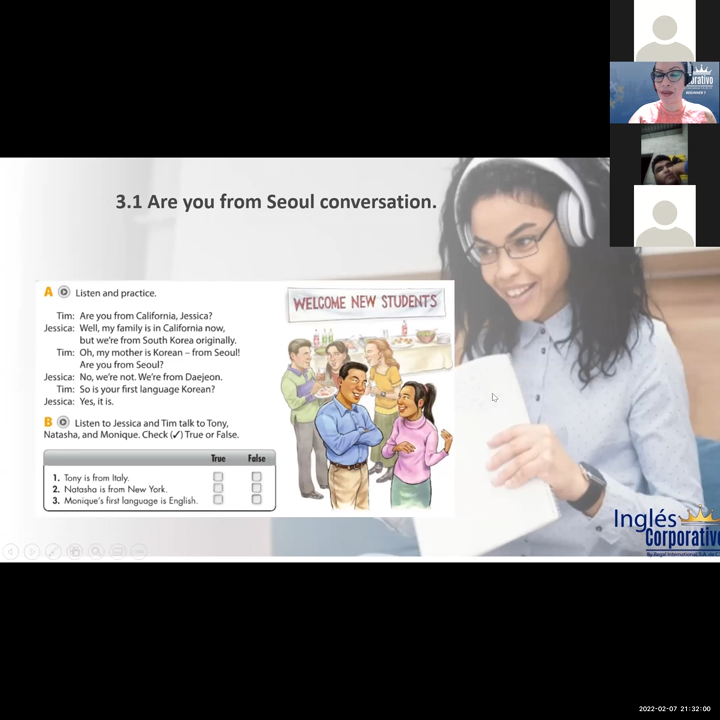 3.1 Are you from Seoul conversation.
A Listen and practice.
Tim: Are you from California, Jessica?
Jessica: Well, my family is in California now,
but we're from South Korea originally.
Tim: Oh, my mother is Korean – from Seoul!
Are you from Seoul?
Jessica: No, we're not. We're from Daejeon.
Tim: So is your first language Korean?
Jessica: Yes, it is.
B Listen to Jessica and Tim talk to Tony,
Natasha, and Monique. Check (✓) True or False.
True False
1. Tony is from Italy.
2. Natasha is from New York.
3. Monique's first language is English.
WELCOME NEW STUDENTS
Inglés
Corporativo
2022-02-07 21:32:00